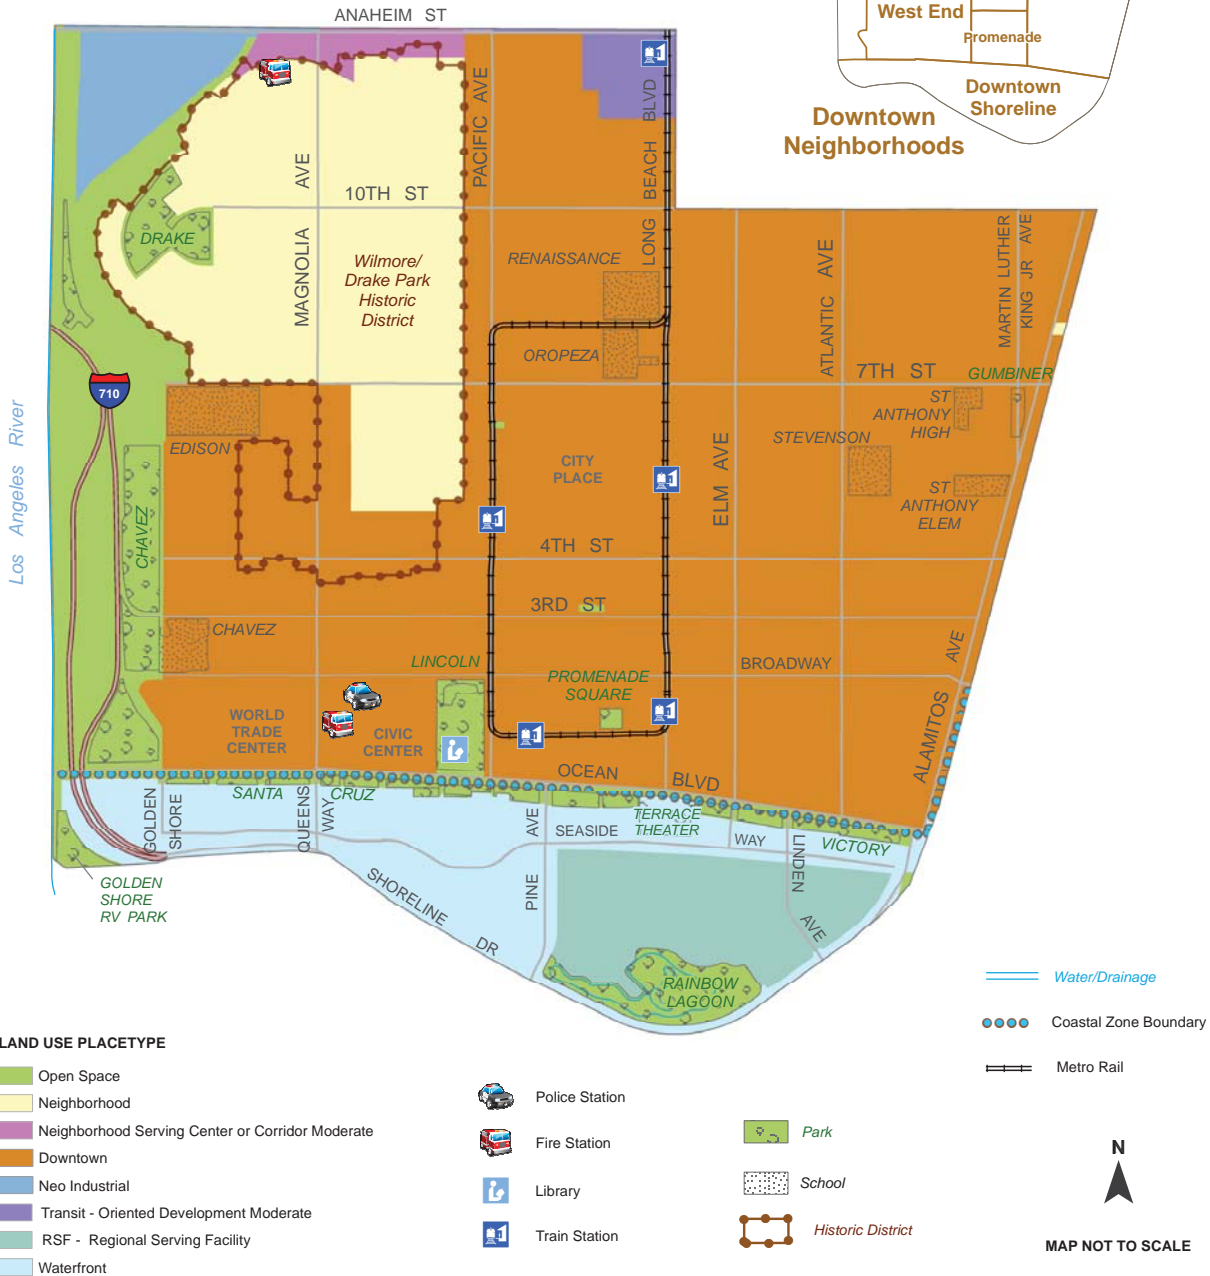 ANAHEIM ST
West End
Promenade
Downtown
Shoreline
Downtown
Neighborhoods
PACIFIC AVE
LONG BEACH BLVD
MAGNOLIA AVE
10TH ST
DRAKE
Wilmore/
Drake Park
Historic
District
RENAISSANCE
OROPEZA
ATLANTIC AVE
MARTIN LUTHER
KING JR AVE
7TH ST
GUMBINER
710
ST
ANTHONY
HIGH
STEVENSON
EDISON
CITY
PLACE
ELM AVE
ST
ANTHONY
ELEM
Los Angeles River
CHAVEZ
4TH ST
3RD ST
CHAVEZ
LINCOLN
PROMENADE
SQUARE
BROADWAY
ALAMITOS AVE
WORLD
TRADE
CENTER
CIVIC
CENTER
OCEAN BLVD
SANTA CRUZ
GOLDEN
SHORE
QUEENS
WAY
PINE AVE
SEASIDE WAY
TERRACE
THEATER
LINDEN AVE
VICTORY
GOLDEN
SHORE
RV PARK
SHORELINE DR
RAINBOW
LAGOON
Water/Drainage
Coastal Zone Boundary
Metro Rail
LAND USE PLACETYPE
Open Space
Neighborhood
Neighborhood Serving Center or Corridor Moderate
Downtown
Neo Industrial
Transit - Oriented Development Moderate
RSF - Regional Serving Facility
Waterfront
Police Station
Fire Station
Library
Train Station
Park
School
Historic District
N
MAP NOT TO SCALE